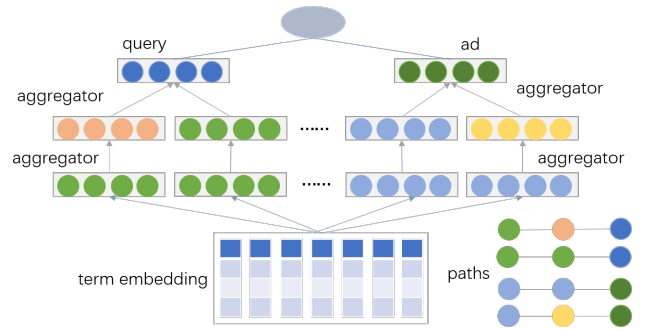 query
ad
aggregator
aggregator
......
aggregator
aggregator
......
term embedding
paths